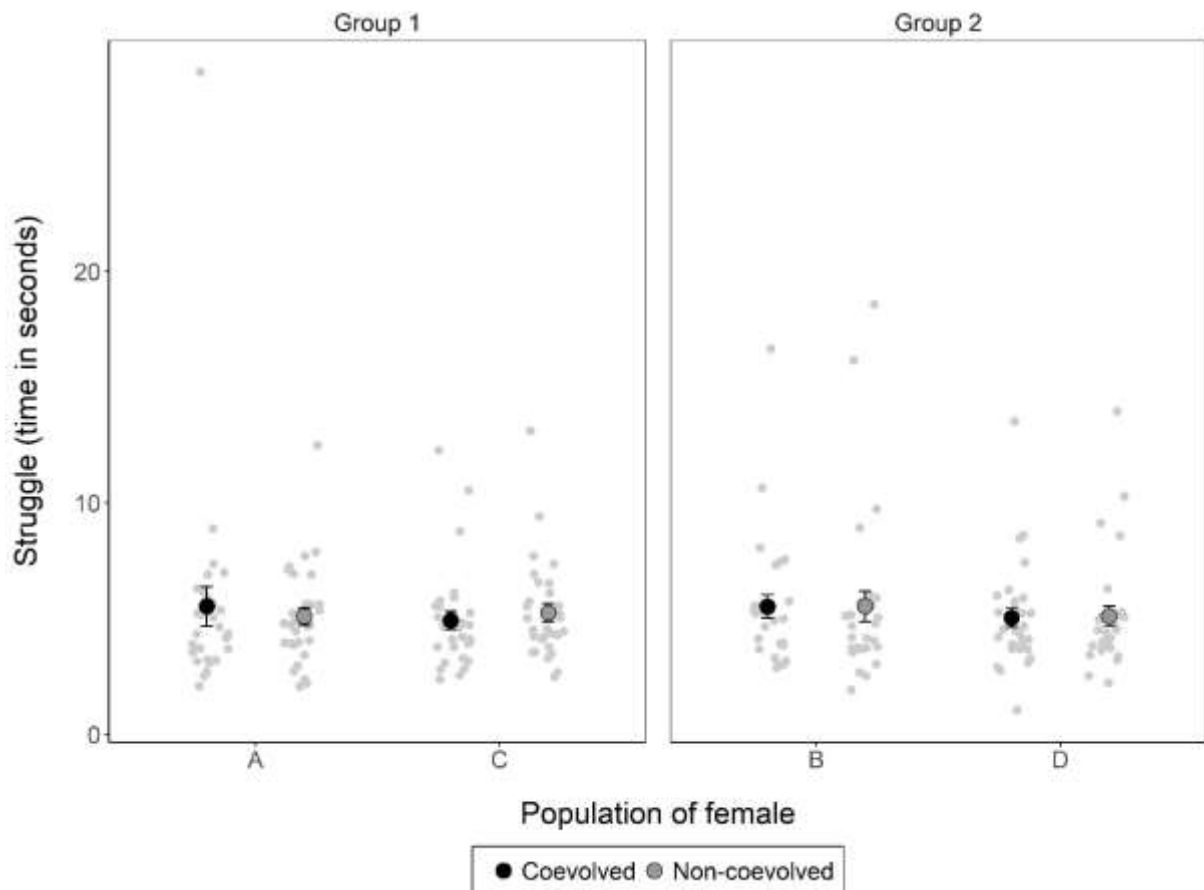 Group 1
Group 2
Struggle (time in seconds)
20
10
0
A
C
B
D
Population of female
Coevolved
Non-coevolved